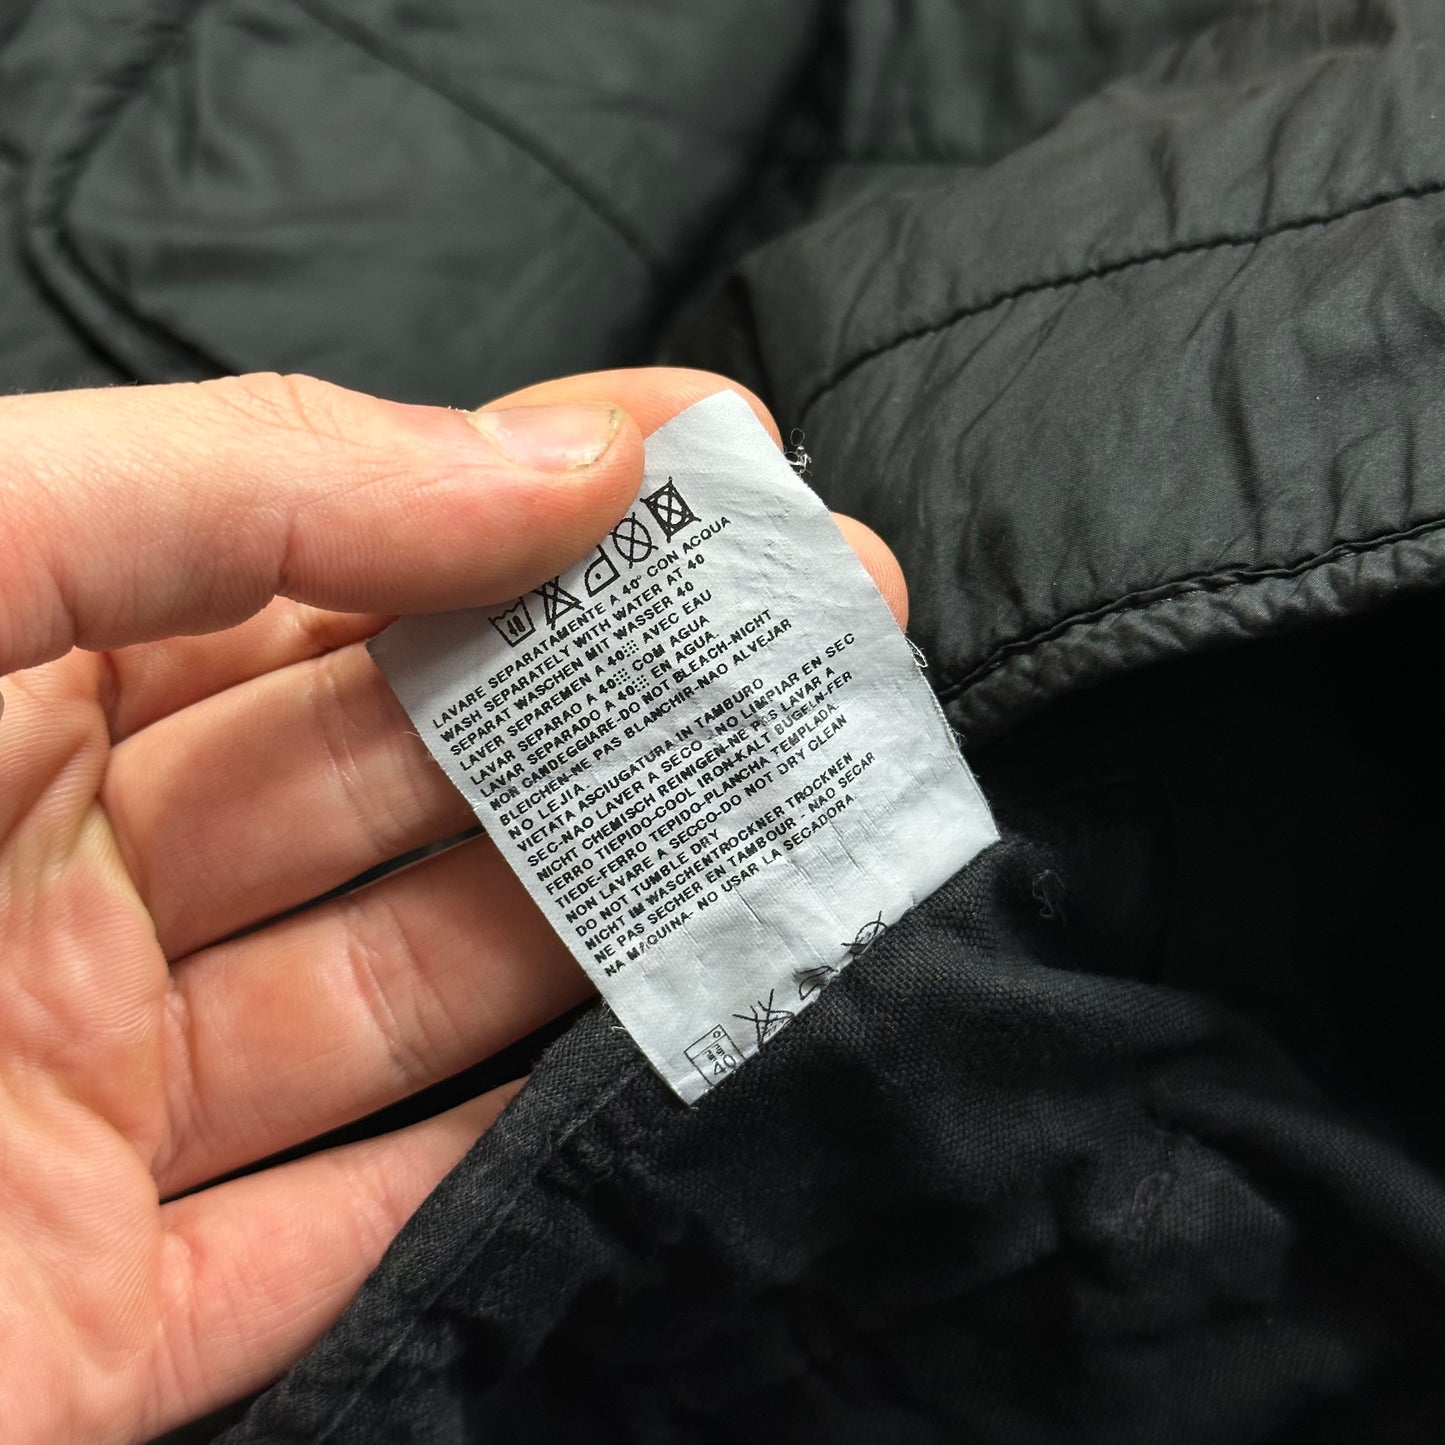 40
LAVARE SEPARATAMENTE A 40° CON ACQUA
WASH SEPARATELY WITH WATER AT 40
SEPARAT WASCHEN MIT WASSER 40
LAVER SEPAREMEN A 40 AVEC EAU
LAVAR SEPARAO A 40 COM AGUA
LAVAR SEPARADO A 40 EN AGUA.
NON CANDEGGIARE-DO NOT BLEACH-NICHT
BLEICHEN-NE PAS BLANCHIR-NAO ALVEJAR
NO LEJIA.
VIETATA ASCIUGATURA IN TAMBURO
SEC-NAO LAVER A SECO -NO LIMPIAR EN SEC
NICHT CHEMISCH REINIGEN-NE PAS LAVAR A
FERRO TIEPIDO-COOL IRON-KALT BUGELN-FER
TIEDE-FERRO TEPIDO-PLANCHA TEMPLADA.
NON LAVARE A SECCO-DO NOT DRY CLEAN
DO NOT TUMBLE DRY
NICHT IM WASCHENTROCKNER TROCKNEN
NE PAS SECHER EN TAMBOUR - NAO SECAR
NA MAQUINA- NO USAR LA SECADORA.
40